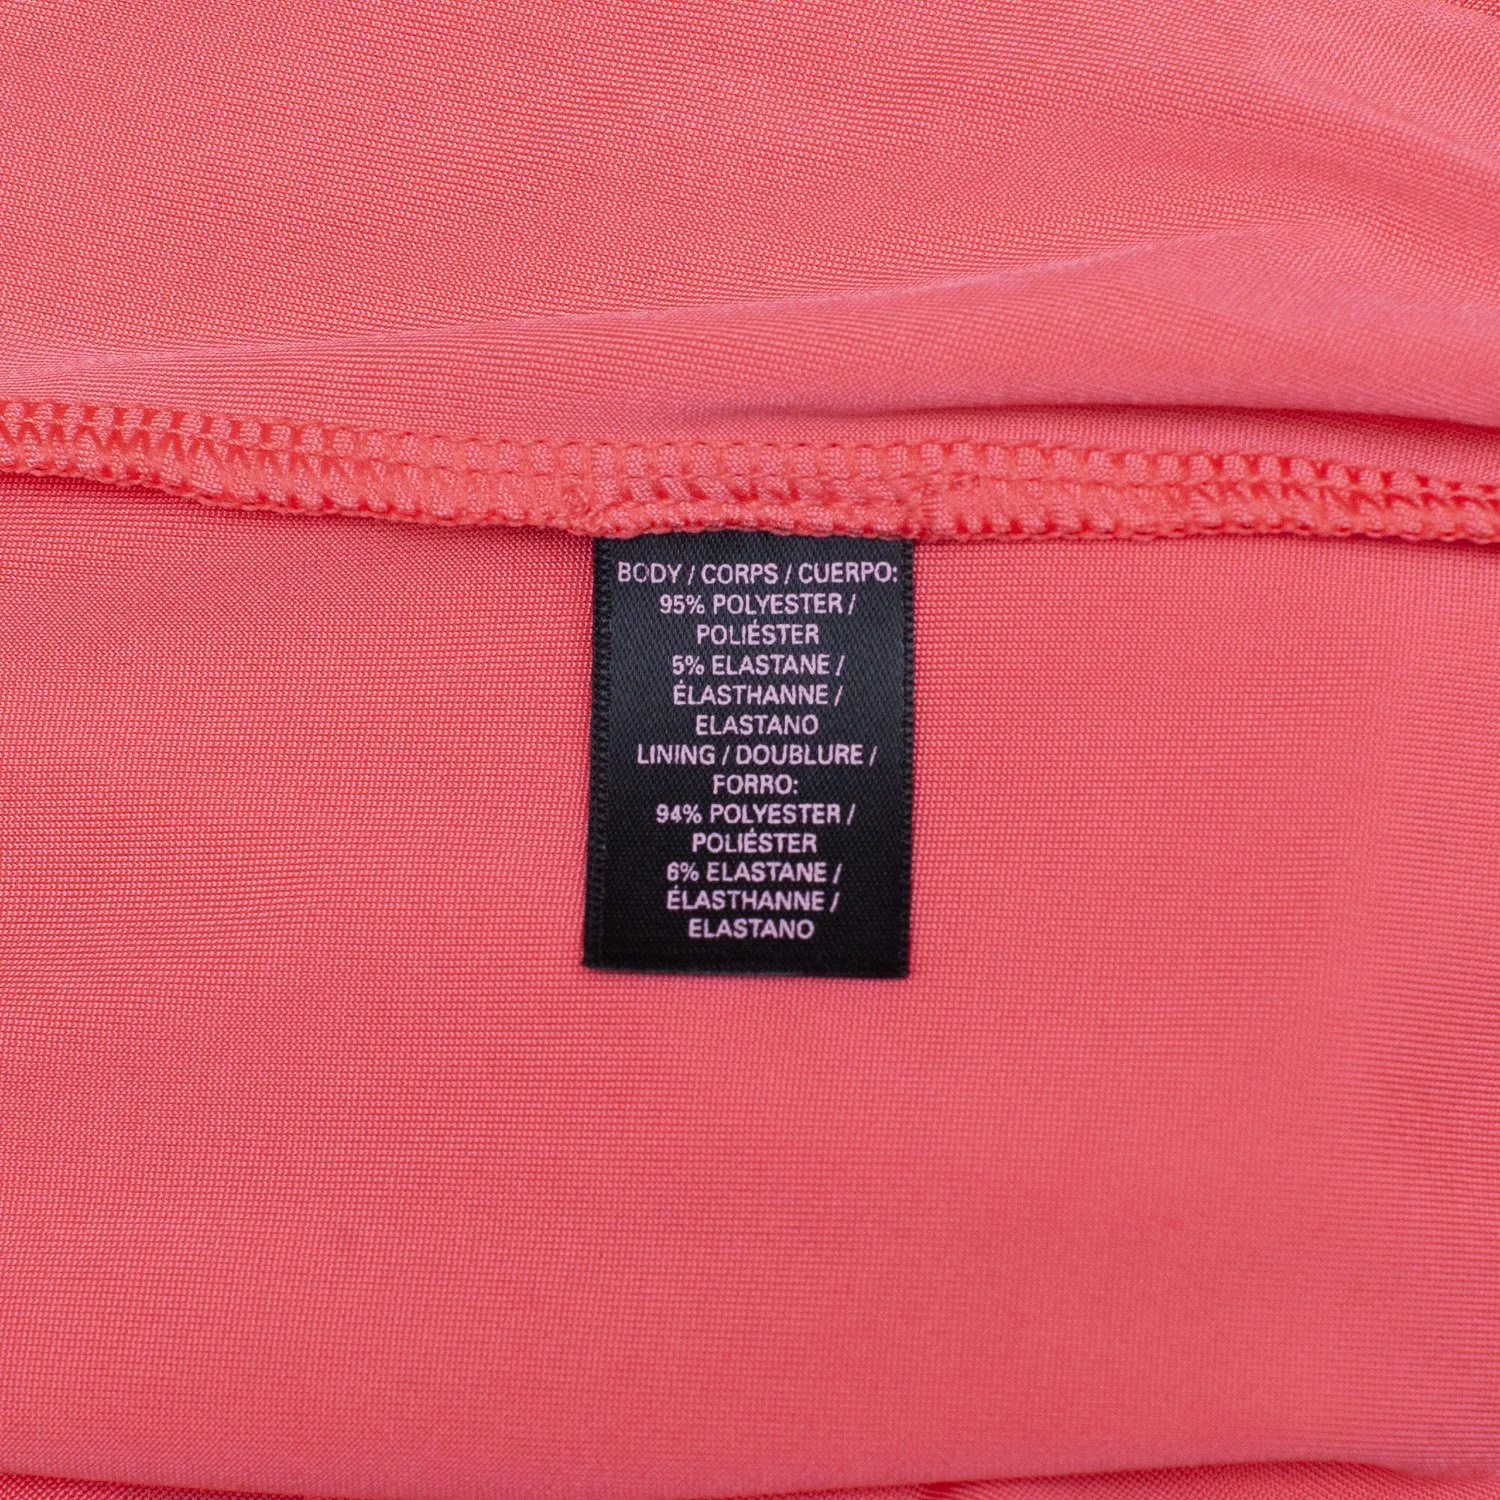 BODY / CORPS / CUERPO:
95% POLYESTER /
POLIÉSTER
5% ELASTANE /
ÉLASTHANNE /
ELASTANO
LINING / DOUBLURE /
FORRO:
94% POLYESTER /
POLIÉSTER
6% ELASTANE /
ÉLASTHANNE /
ELASTANO